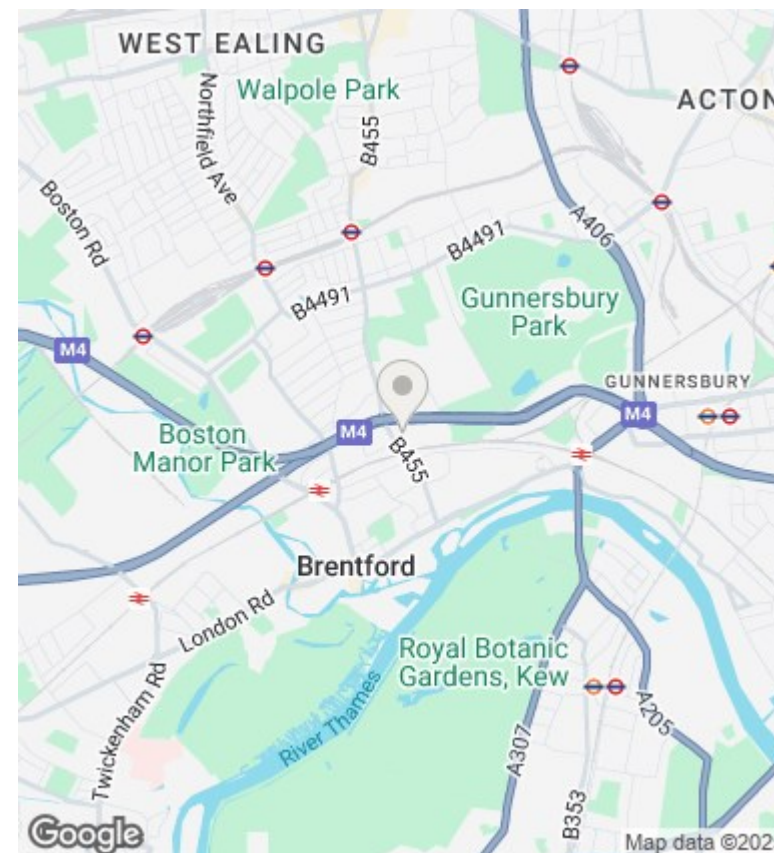 WEST EALING
Walpole Park
ACTON
B455
Northfield Ave
Boston Rd
A406
B4491
B4491
Gunnersbury
Park
M4
GUNNERSBURY
M4
M4
Boston
Manor Park
B455
Brentford
London Rd
Royal Botanic
Gardens, Kew
River Thames
Twickenham Rd
A307
A205
B353
Google
Map data ©202